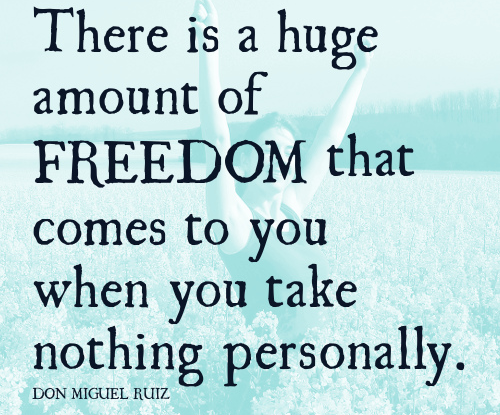 There is a huge
amount of
FREEDOM that
comes to you
when you take
nothing personally.
DON MIGUEL RUIZ